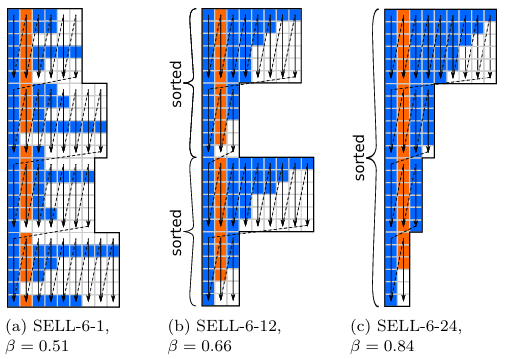 sorted
sorted
sorted
(a) SELL-6-1,
β = 0.51
(b) SELL-6-12,
β = 0.66
(c) SELL-6-24,
β = 0.84